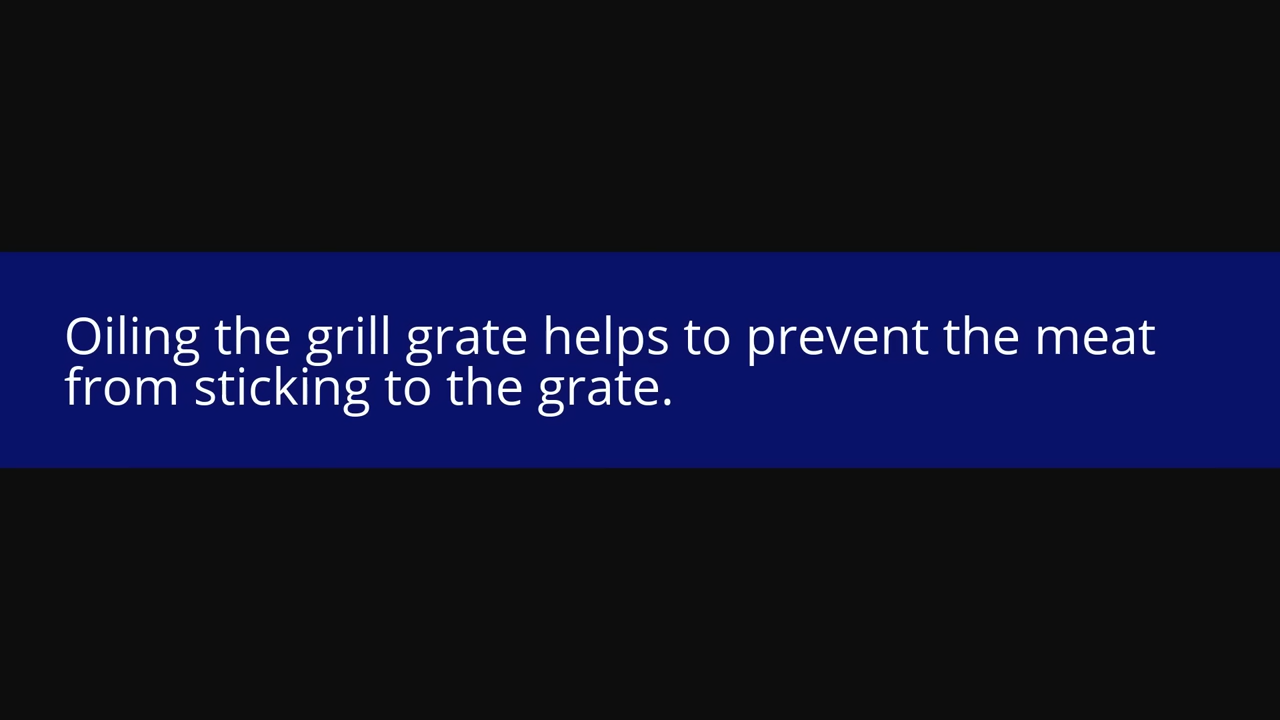 Oiling the grill grate helps to prevent the meat
from sticking to the grate.